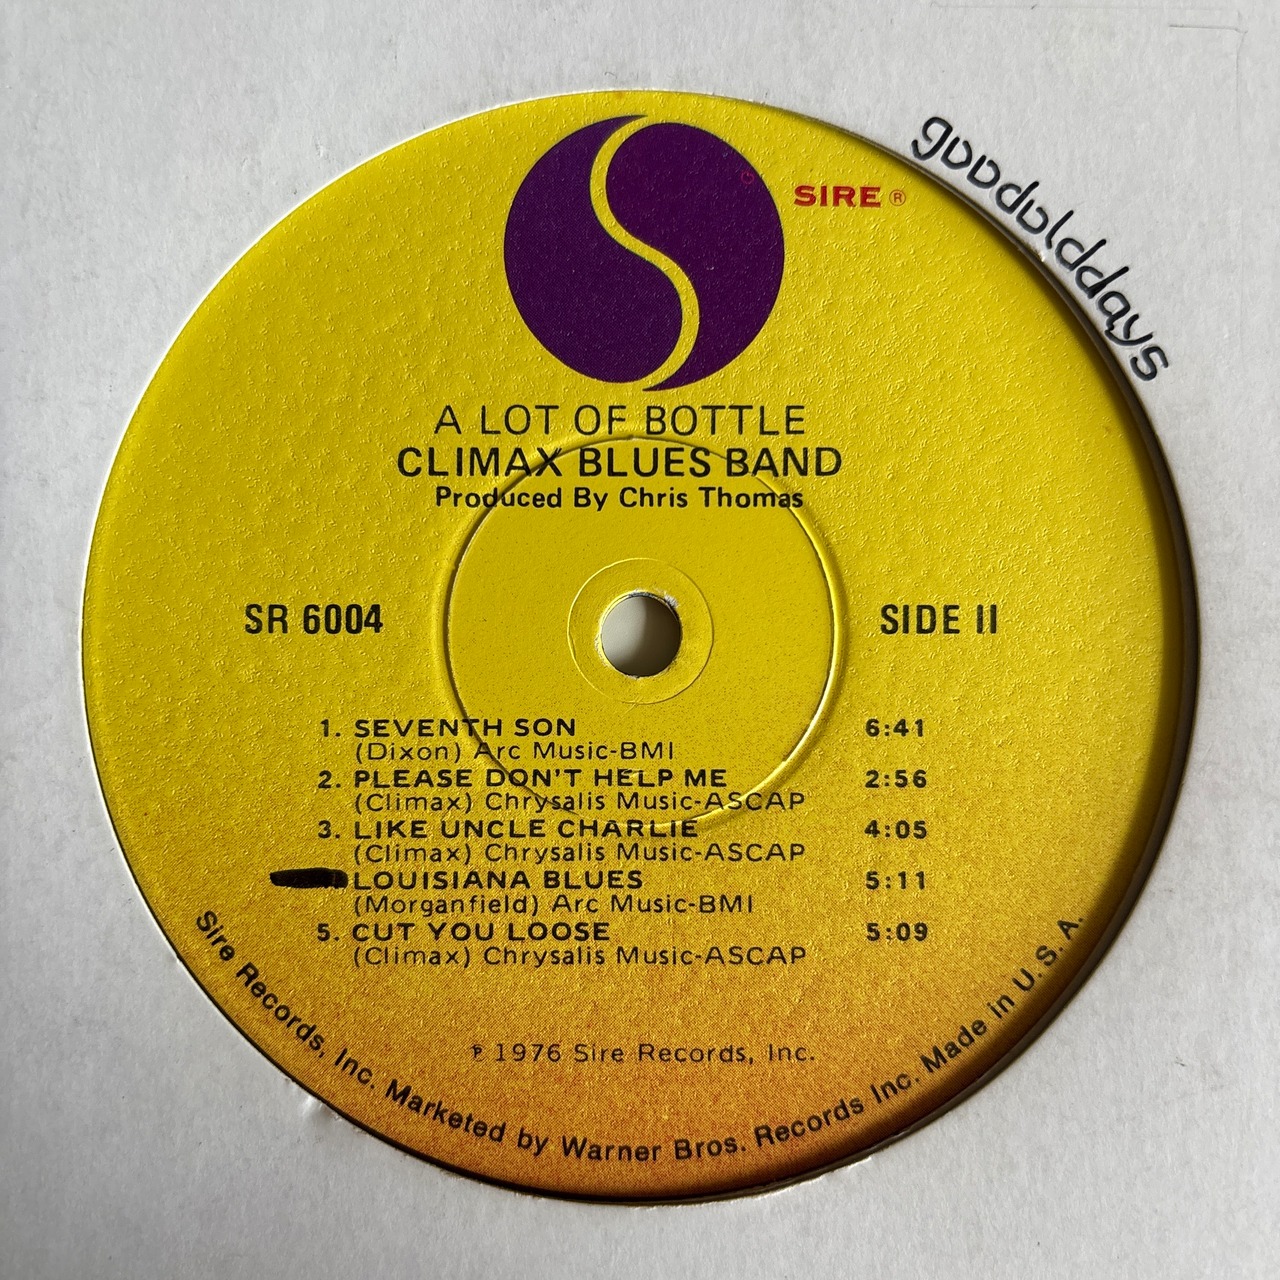 goodolddays
SIRE ®
A LOT OF BOTTLE
CLIMAX BLUES BAND
Produced By Chris Thomas
SR 6004
SIDE II
1. SEVENTH SON 6:41
(Dixon) Arc Music-BMI
2. PLEASE DON'T HELP ME 2:56
(Climax) Chrysalis Music-ASCAP
3. LIKE UNCLE CHARLIE 4:05
(Climax) Chrysalis Music-ASCAP
LOUISIANA BLUES 5:11
(Morganfield) Arc Music-BMI
5. CUT YOU LOOSE 5:09
(Climax) Chrysalis Music-ASCAP
℗ 1976 Sire Records, Inc.
Sire Records, Inc. Marketed by Warner Bros. Records Inc. Made in U. S. A.